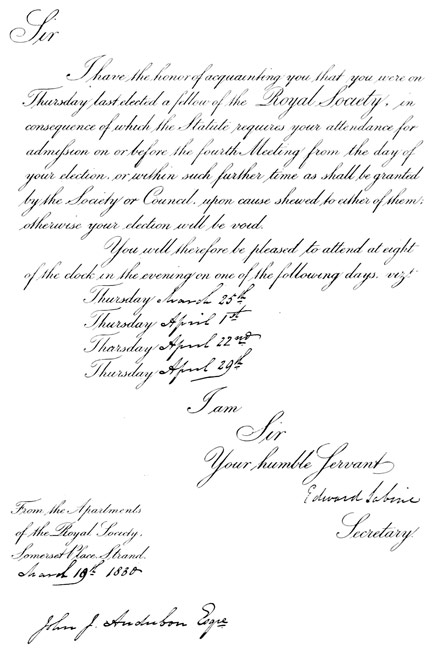 Sir
I have the honor of acquainting you that you were on
Thursday last elected a fellow of the Royal Society, in
consequence of which the Statute requires your attendance for
admission on or before the fourth Meeting from the day of
your election, or within such further time as shall be granted
by the Society or Council, upon cause shewed to either of them;
otherwise your election will be void.
You will therefore be pleased to attend at eight
of the clock in the evening on one of the following days. vizt.
Thursday March 25th
Thursday April 1st
Thursday April 22nd
Thursday April 29th
I am
Sir
Your humble Servant
Edward Sabine
Secretary.
From the Apartments
of the Royal Society.
Somerset Place. Strand.
March 19th 1830
John J. Audubon Esqre